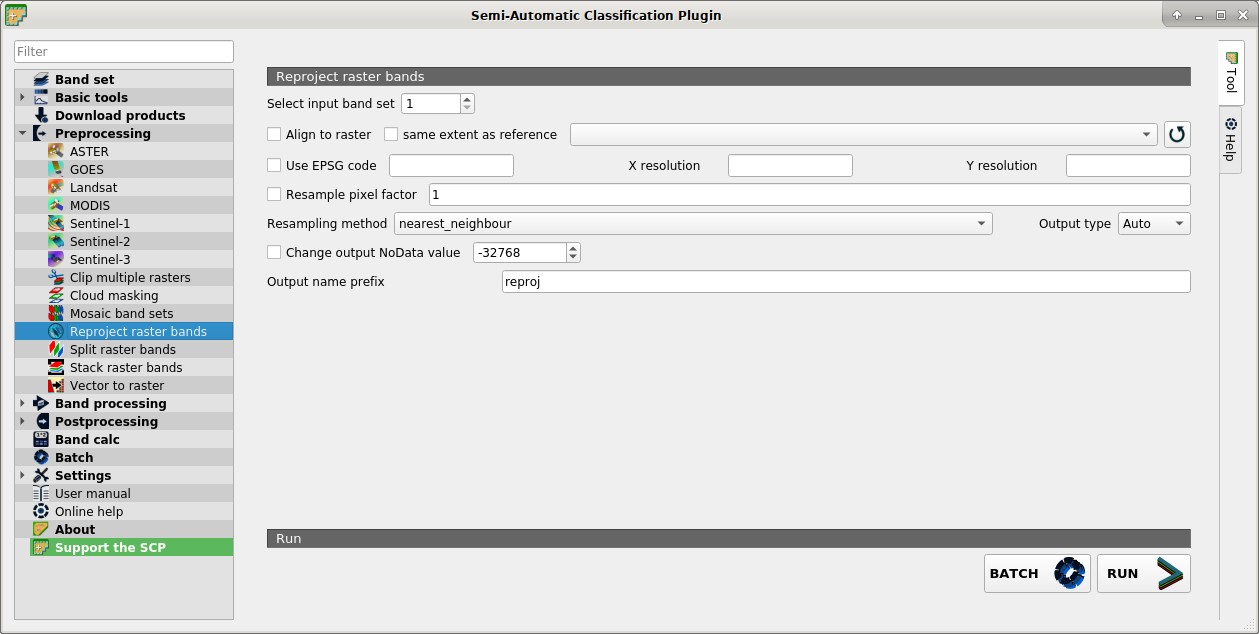 Semi-Automatic Classification Plugin
Filter
Band set
Basic tools
Download products
Preprocessing
ASTER
GOES
Landsat
MODIS
Sentinel-1
Sentinel-2
Sentinel-3
Clip multiple rasters
Cloud masking
Mosaic band sets
Reproject raster bands
Split raster bands
Stack raster bands
Vector to raster
Band processing
Postprocessing
Band calc
Batch
Settings
User manual
Online help
About
Support the SCP
Reproject raster bands
Select input band set 1
Align to raster same extent as reference
Use EPSG code X resolution Y resolution
Resample pixel factor 1
Resampling method nearest_neighbour Output type Auto
Change output NoData value -32768
Output name prefix reproj
Run
BATCH RUN
Tool
Help